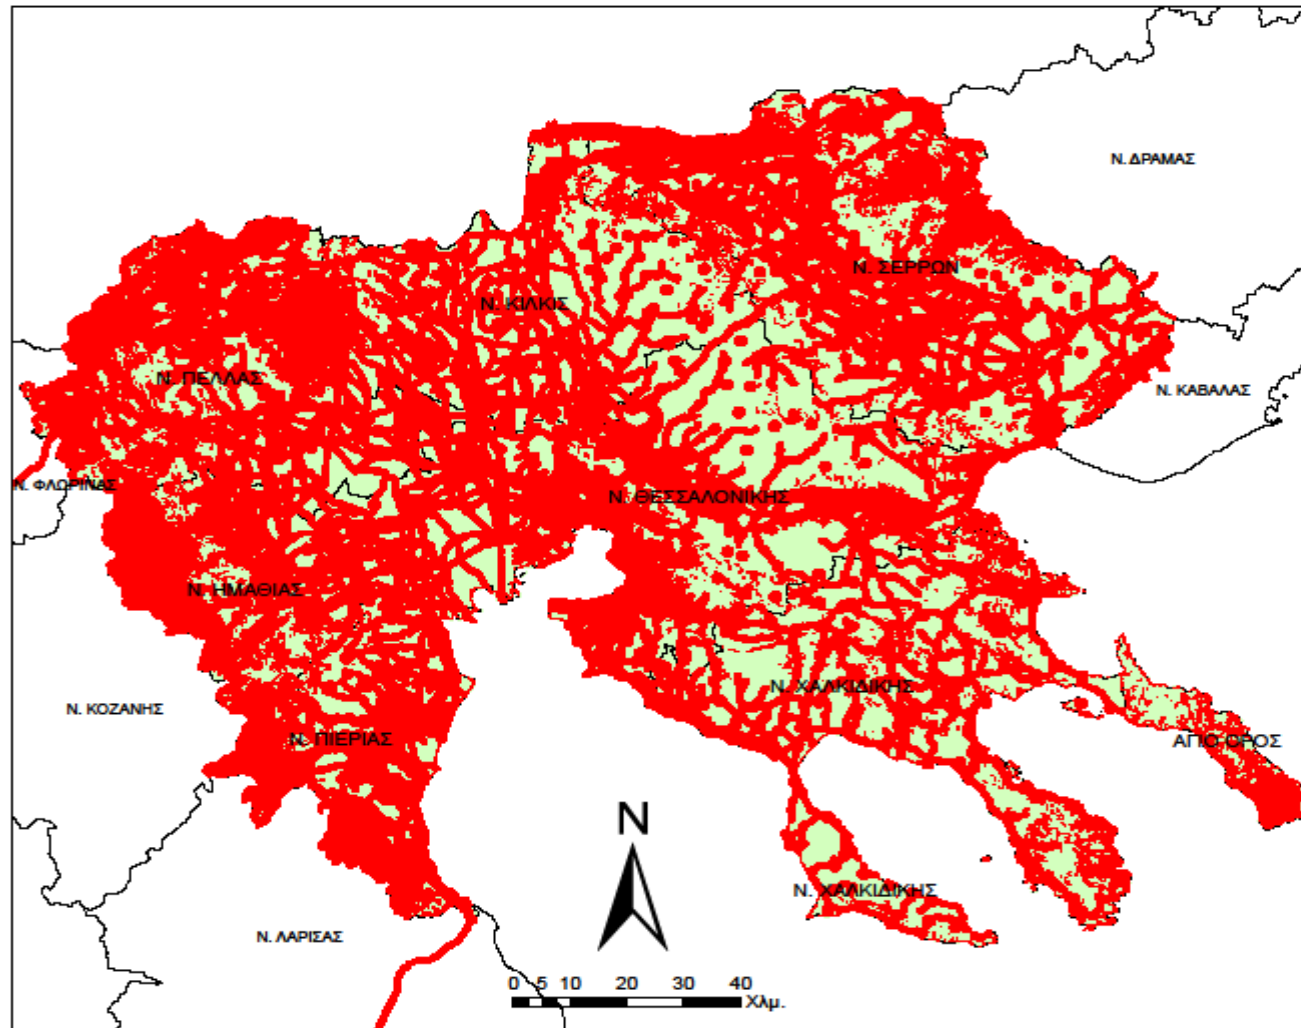 Ν. ΔΡΑΜΑΣ
Ν. ΣΕΡΡΩΝ
Ν. ΚΙΛΚΙΣ
Ν. ΠΕΛΛΑΣ
Ν. ΚΑΒΑΛΑΣ
Ν. ΦΛΩΡΙΝΑΣ
Ν. ΘΕΣΣΑΛΟΝΙΚΗΣ
Ν. ΗΜΑΘΙΑΣ
Ν. ΧΑΛΚΙΔΙΚΗΣ
Ν. ΚΟΖΑΝΗΣ
Ν. ΠΙΕΡΙΑΣ
ΑΓΙΟ ΟΡΟΣ
N
Ν. ΧΑΛΚΙΔΙΚΗΣ
Ν. ΛΑΡΙΣΑΣ
0 5 10 20 30 40
Χλμ.